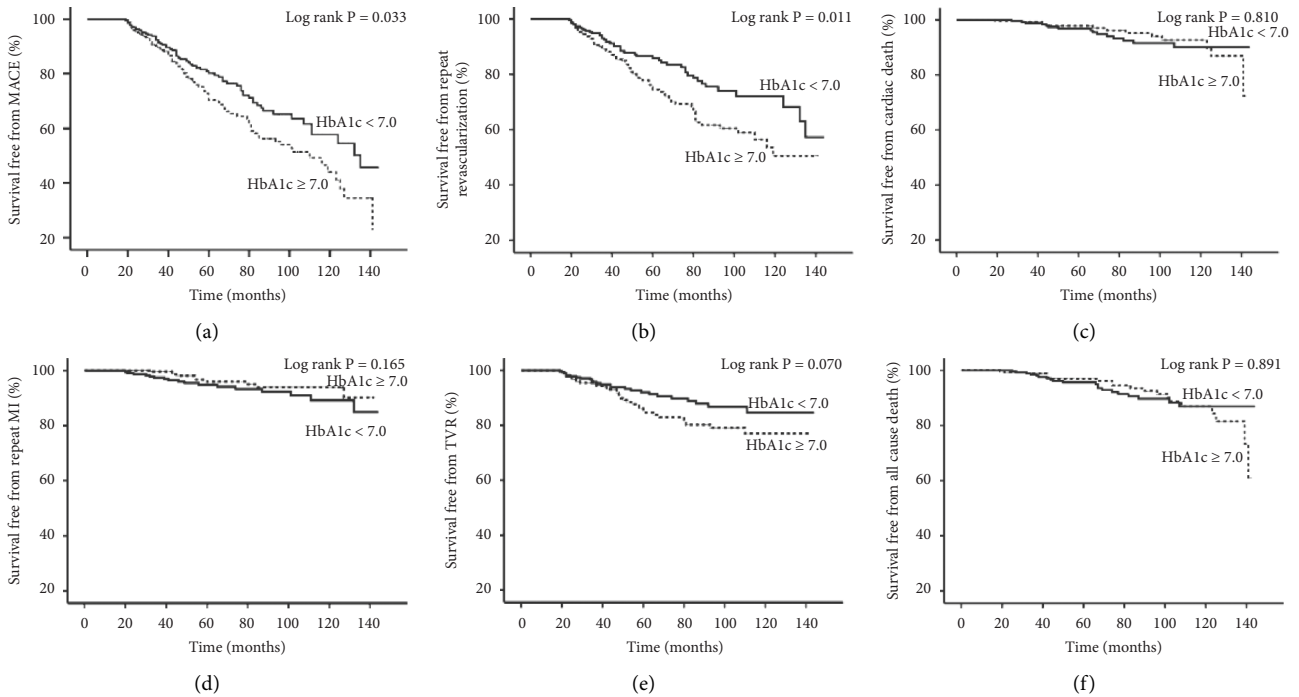 Log rank P = 0.033
Survival free from MACE (%)
100
80
60
40
20
HbA1c < 7.0
HbA1c ≥ 7.0
0 20 40 60 80 100 120 140
Time (months)
(a)
Log rank P = 0.011
Survival free from repeat
revascularization (%)
100
80
60
40
20
HbA1c < 7.0
HbA1c ≥ 7.0
0 20 40 60 80 100 120 140
Time (months)
(b)
Log rank P = 0.810
Survival free from cardiac death (%)
100
80
60
40
20
HbA1c < 7.0
HbA1c ≥ 7.0
0 20 40 60 80 100 120 140
Time (months)
(c)
Log rank P = 0.165
Survival free from repeat MI (%)
100
80
60
40
20
HbA1c ≥ 7.0
HbA1c < 7.0
0 20 40 60 80 100 120 140
Time (months)
(d)
Log rank P = 0.070
Survival free from TVR (%)
100
80
60
40
20
HbA1c < 7.0
HbA1c ≥ 7.0
0 20 40 60 80 100 120 140
Time (months)
(e)
Log rank P = 0.891
Survival free from all cause death (%)
100
80
60
40
20
HbA1c < 7.0
HbA1c ≥ 7.0
0 20 40 60 80 100 120 140
Time (months)
(f)